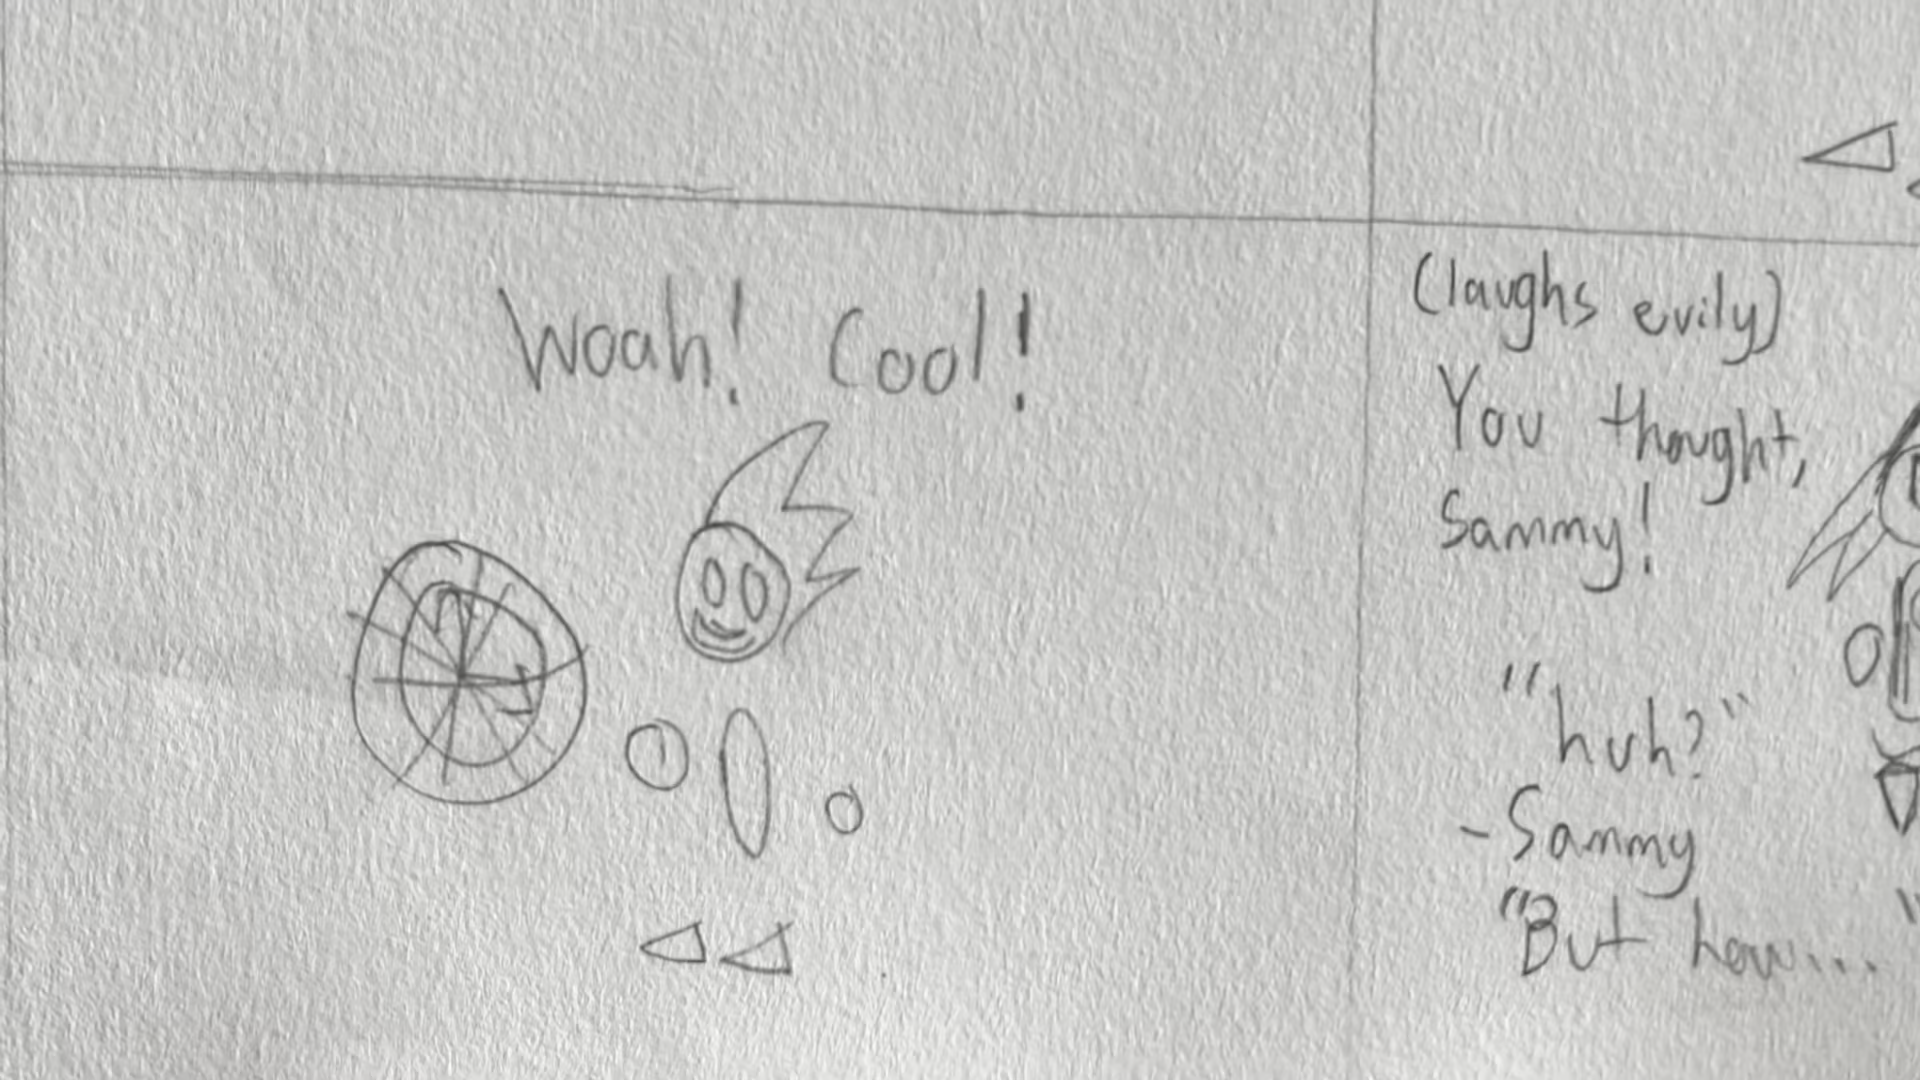 Woah! Cool!
(laughs evily)
You thought,
Sammy!
"huh?"
-Sammy
"But how..."